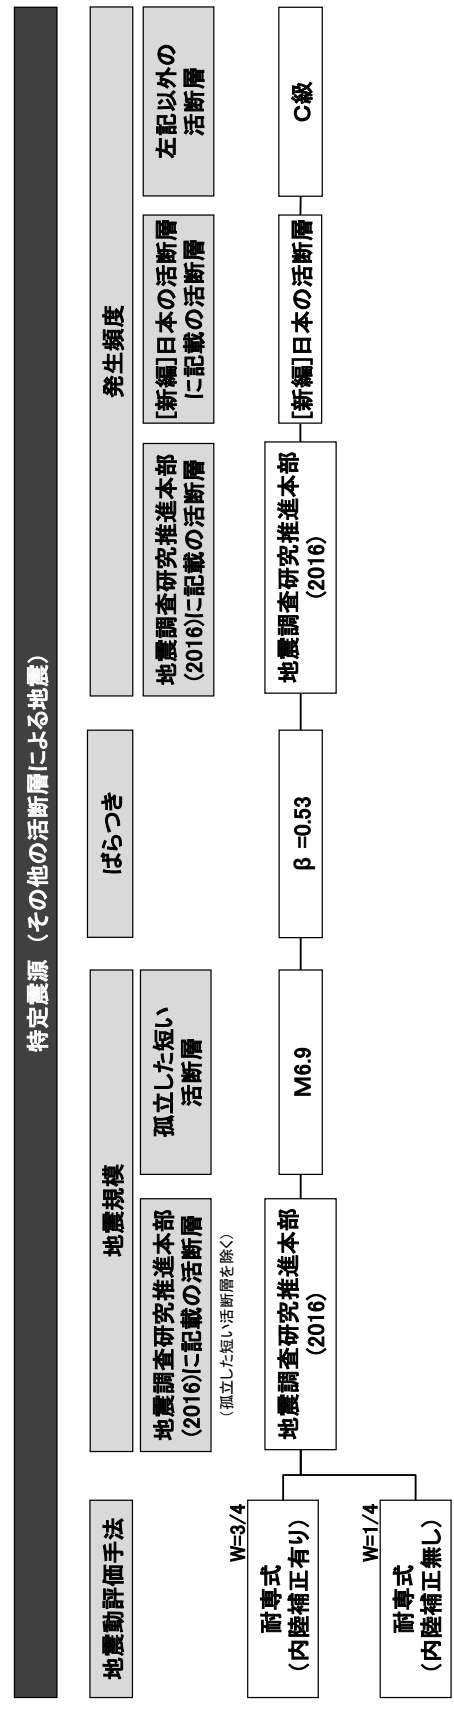 特定震源（その他の活断層による地震）
地震動評価手法
地震規模
ばらつき
発生頻度
地震調査研究推進本部
(2016)に記載の活断層
（孤立した短い活断層を除く）
孤立した短い
活断層
地震調査研究推進本部
(2016)に記載の活断層
[新編]日本の活断層
に記載の活断層
左記以外の
活断層
W=3/4
耐専式
（内陸補正有り）
W=1/4
耐専式
（内陸補正無し）
地震調査研究推進本部
(2016)
M6.9
β=0.53
地震調査研究推進本部
(2016)
[新編]日本の活断層
C級